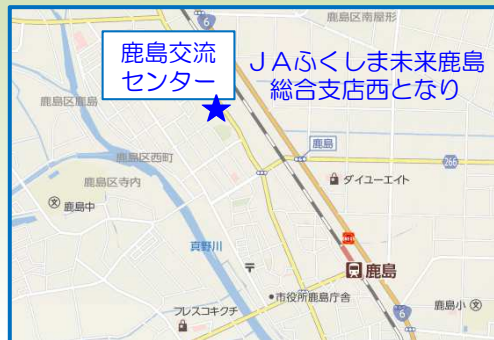 6
鹿島区南屋形
鹿島交流
センター
JAふくしま未来鹿島
総合支店西となり
鹿島区鹿島
鹿島
鹿島区西町
266
鹿島区寺内
ダイユーエイト
文 鹿島中
真野川
鹿島
市役所鹿島庁舎
6
鹿島小 文
フレスコキクチ